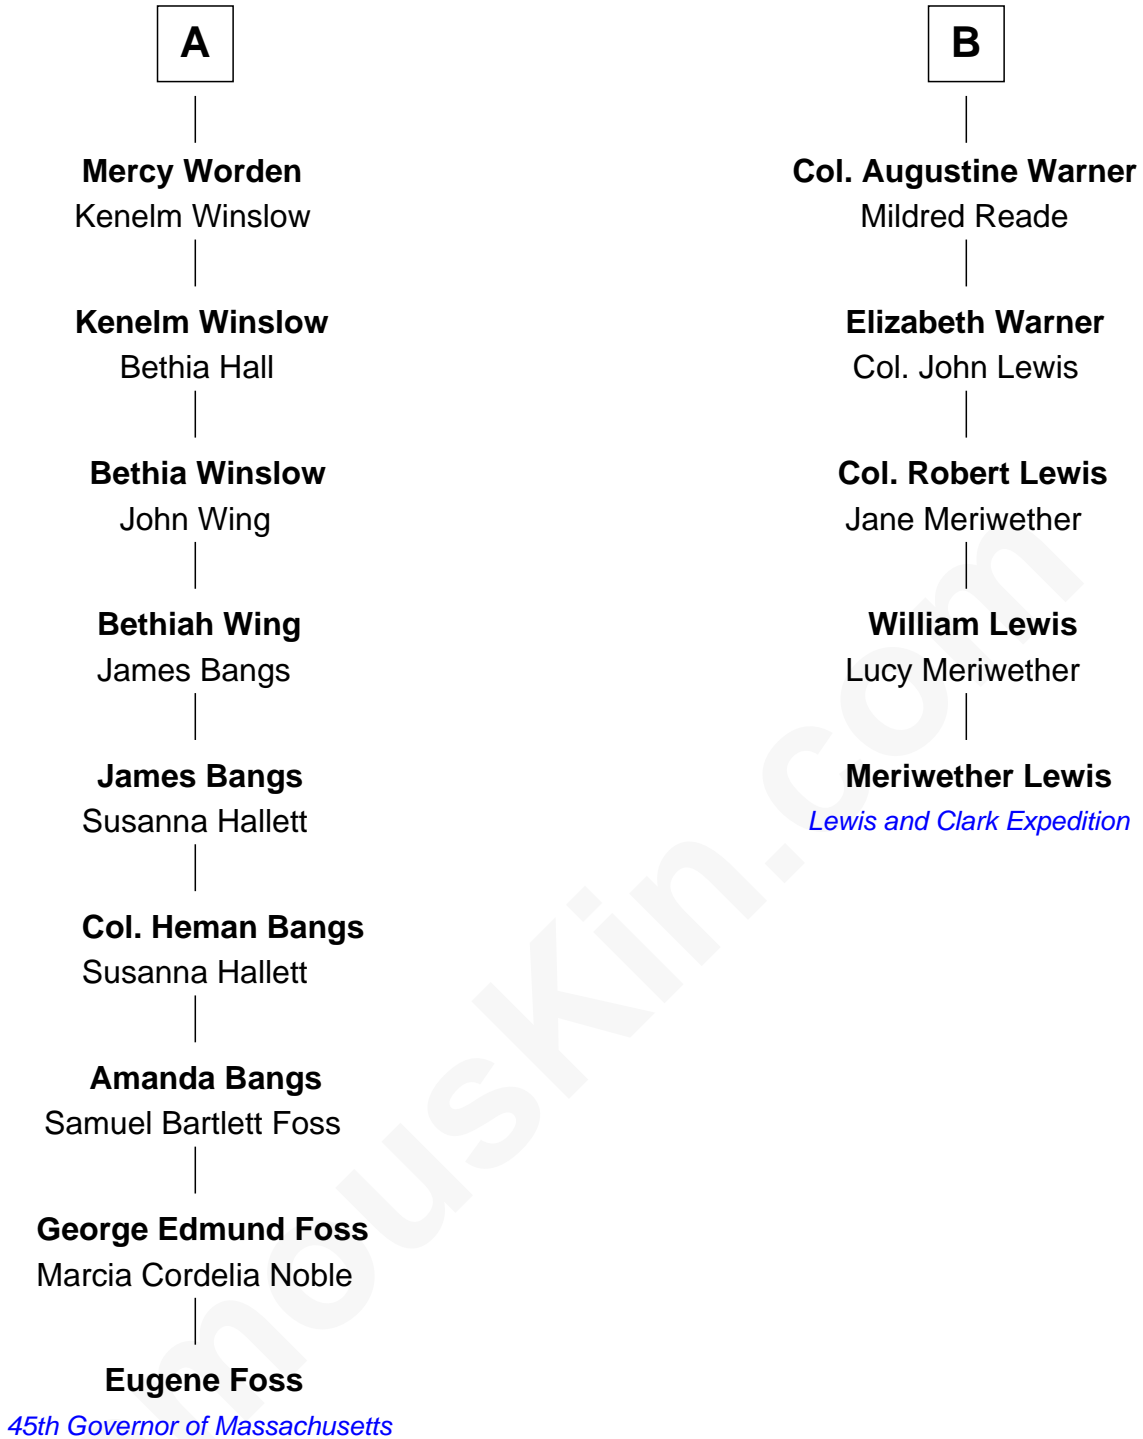 A
Mercy Worden
Kenelm Winslow
Kenelm Winslow
Bethia Hall
Bethia Winslow
John Wing
Bethiah Wing
James Bangs
James Bangs
Susanna Hallett
Col. Heman Bangs
Susanna Hallett
Amanda Bangs
Samuel Bartlett Foss
George Edmund Foss
Marcia Cordelia Noble
Eugene Foss
45th Governor of Massachusetts
B
Col. Augustine Warner
Mildred Reade
Elizabeth Warner
Col. John Lewis
Col. Robert Lewis
Jane Meriwether
William Lewis
Lucy Meriwether
Meriwether Lewis
Lewis and Clark Expedition
mouskin.com